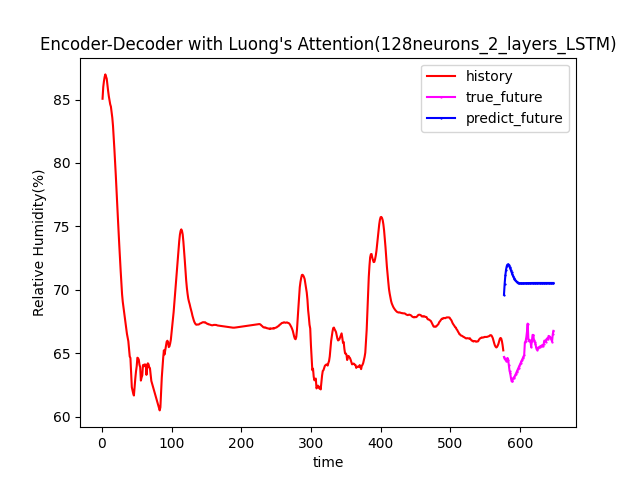 Encoder-Decoder with Luong's Attention(128neurons_2_layers_LSTM)
history
true_future
predict_future
Relative Humidity(%)
85
80
75
70
65
60
0 100 200 300 400 500 600
time